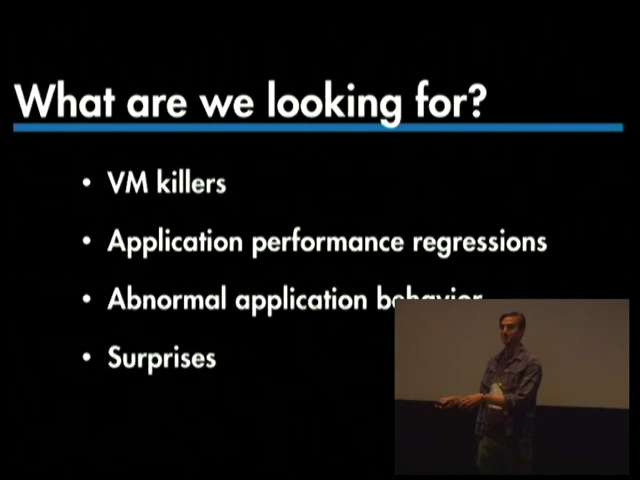 What are we looking for?
• VM killers
• Application performance regressions
• Abnormal application behavior
• Surprises